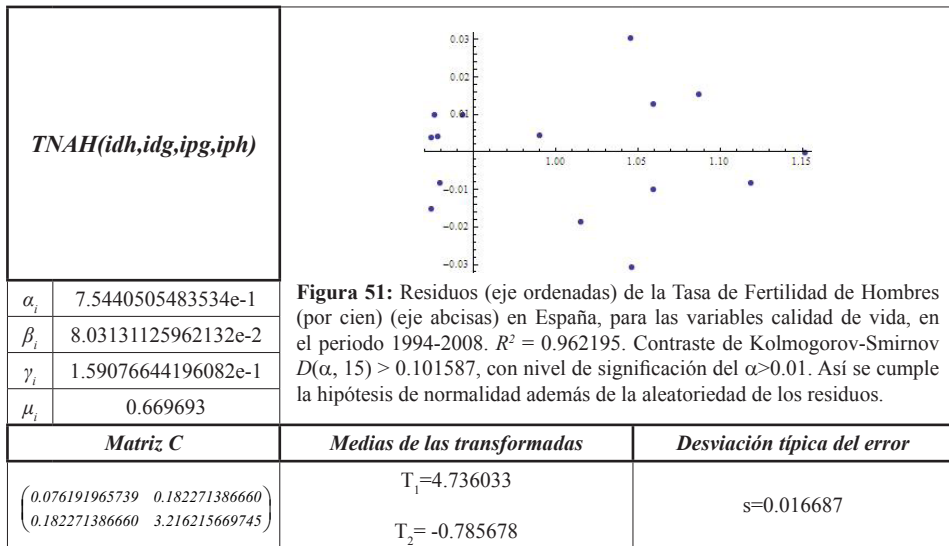 TNAH(idh,idg,ipg,iph)
0.03
0.02
0.01
-0.01
-0.02
-0.03
1.00 1.05 1.10 1.15
αi 7.5440505483534e-1
βi 8.03131125962132e-2
γi 1.59076644196082e-1
μi 0.669693
Figura 51: Residuos (eje ordenadas) de la Tasa de Fertilidad de Hombres
(por cien) (eje abcisas) en España, para las variables calidad de vida, en
el periodo 1994-2008. R² = 0.962195. Contraste de Kolmogorov-Smirnov
D(α, 15) > 0.101587, con nivel de significación del α>0.01. Así se cumple
la hipótesis de normalidad además de la aleatoriedad de los residuos.
Matriz C Medias de las transformadas Desviación típica del error
0.076191965739 0.182271386660
0.182271386660 3.216215669745
T1=4.736033
T2= -0.785678
s=0.016687